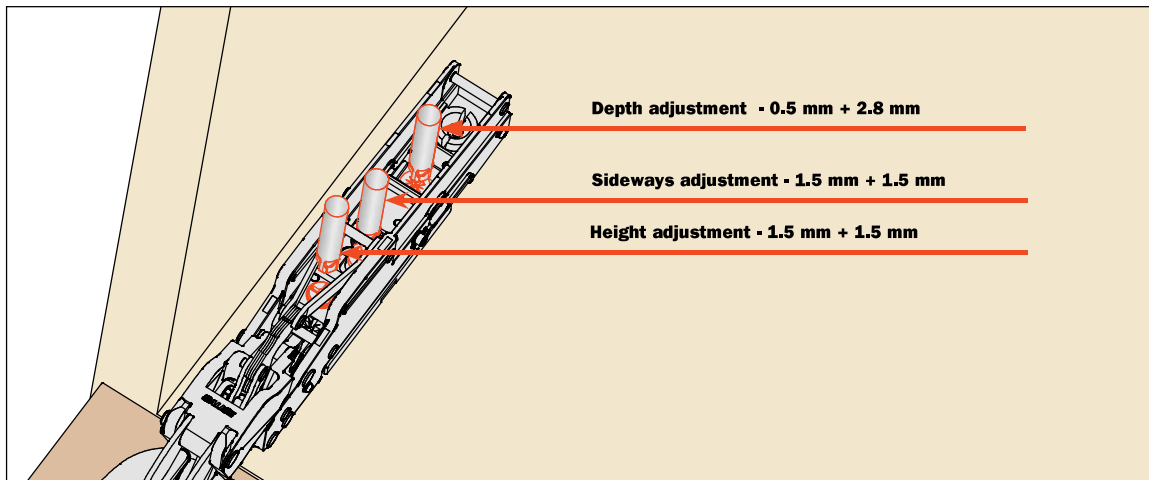 Depth adjustment - 0.5 mm + 2.8 mm
Sideways adjustment - 1.5 mm + 1.5 mm
Height adjustment - 1.5 mm + 1.5 mm